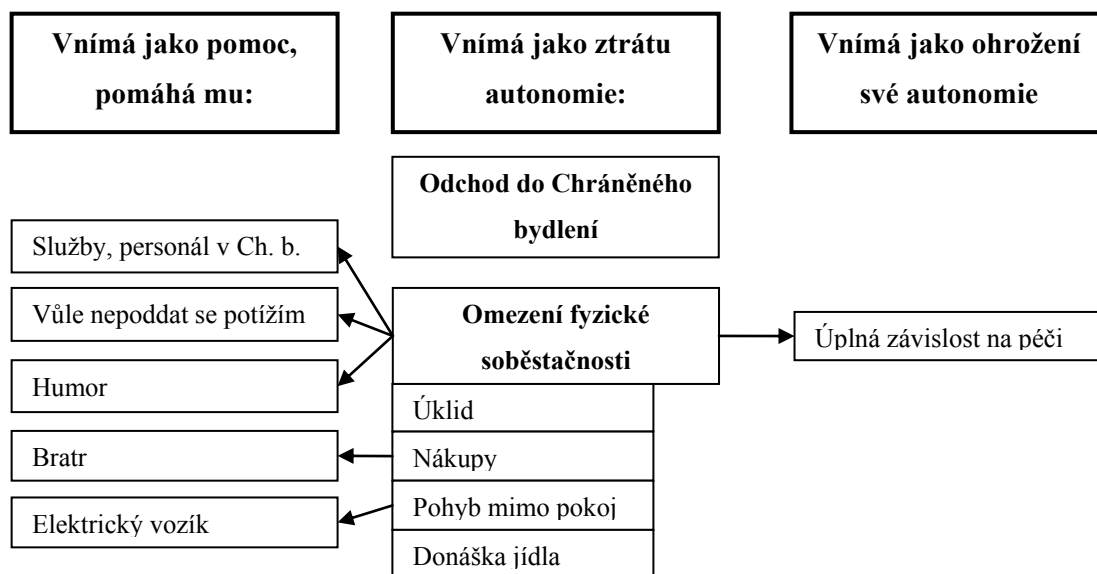 Vnímá jako pomoc,
pomáhá mu:
Vnímá jako ztrátu
autonomie:
Vnímá jako ohrožení
své autonomie
Odchod do Chráněného
bydlení
Služby, personál v Ch. b.
Vůle nepoddat se potížím
Humor
Bratr
Elektrický vozík
Omezení fyzické
soběstačnosti
Úklid
Nákupy
Pohyb mimo pokoj
Donáška jídla
Úplná závislost na péči